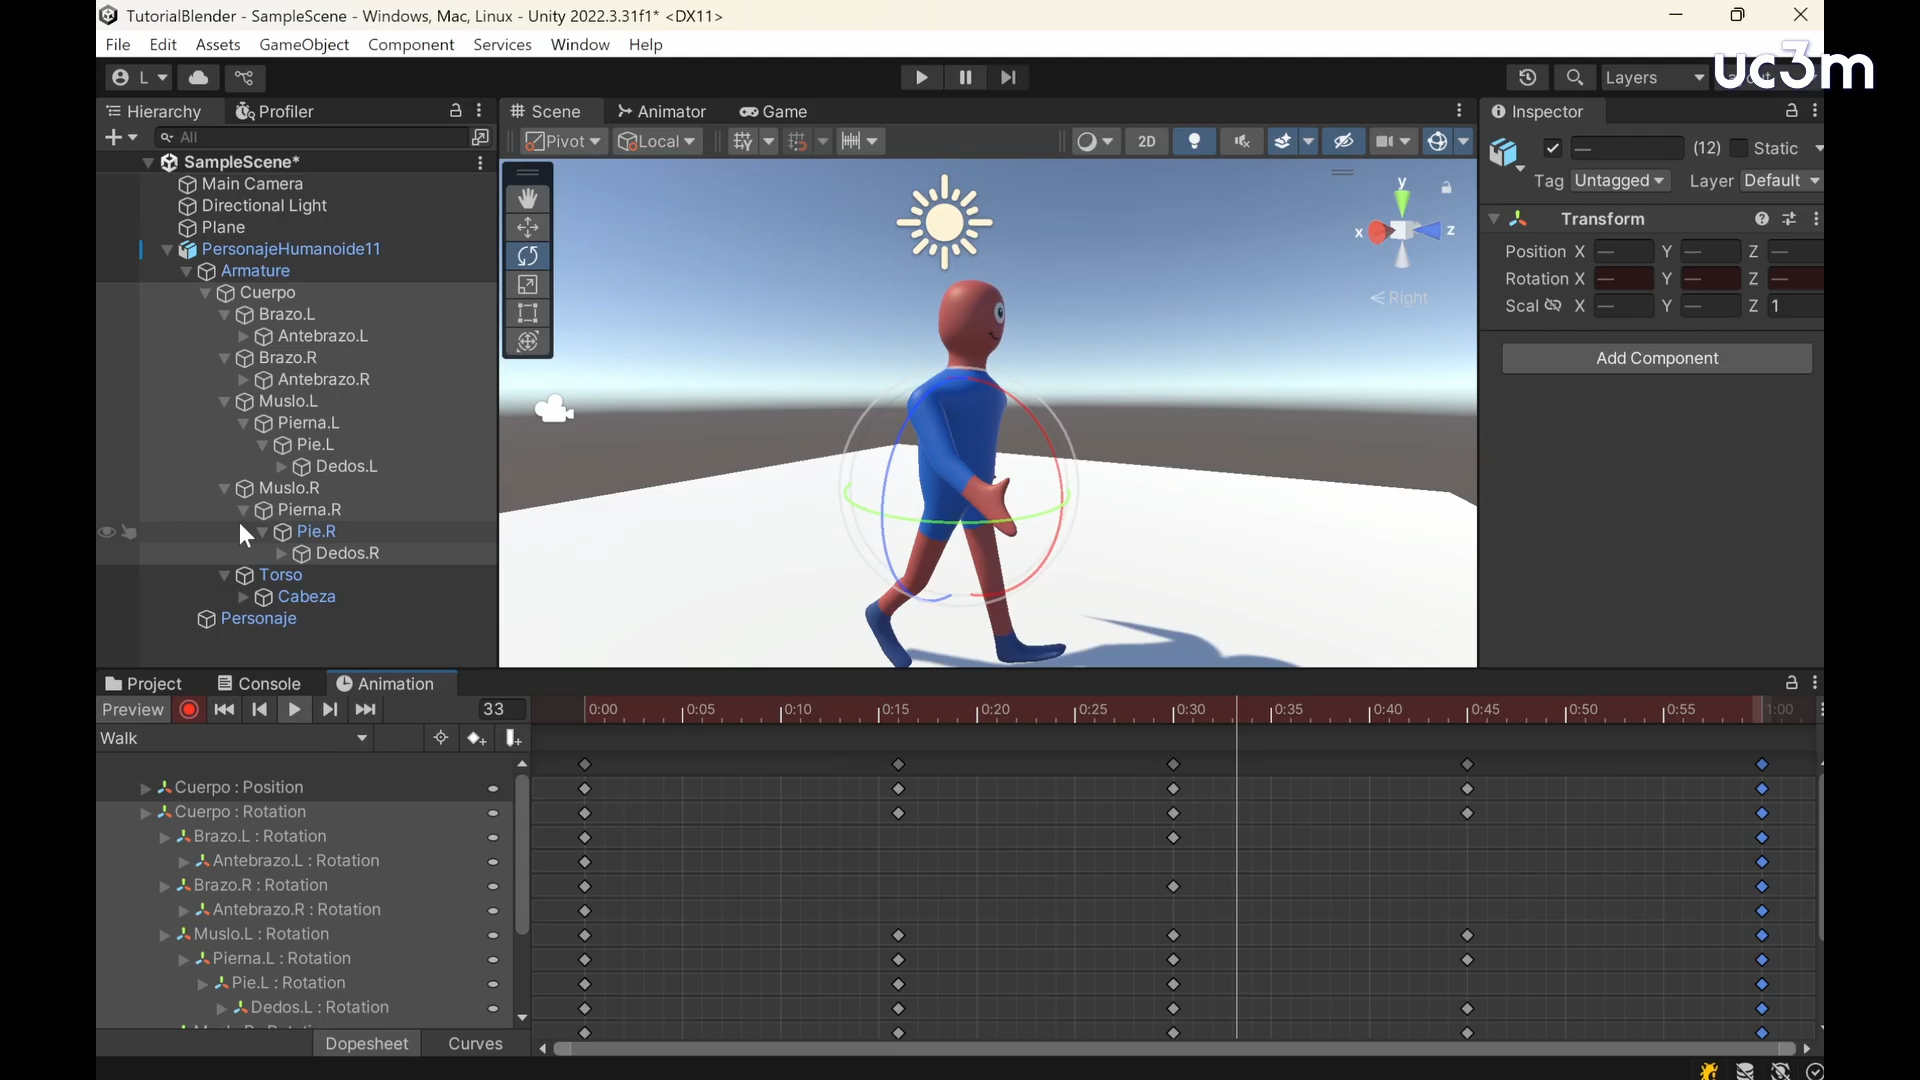 TutorialBlender - SampleScene - Windows, Mac, Linux - Unity 2022.3.31f1* <DX11>
File Edit Assets GameObject Component Services Window Help
L
Layers
uc3m
Hierarchy Profiler
Scene Animator Game
Inspector
All
Pivot Local
2D
(12) Static
SampleScene*
Tag Untagged Layer Default
Main Camera
Directional Light
Plane
PersonajeHumanoide11
Armature
Cuerpo
Brazo.L
Antebrazo.L
Brazo.R
Antebrazo.R
Muslo.L
Pierna.L
Pie.L
Dedos.L
Muslo.R
Pierna.R
Pie.R
Dedos.R
Torso
Cabeza
Personaje
y
x z
Right
Transform
Position X — Y — Z —
Rotation X — Y — Z —
Scal X — Y — Z 1
Add Component
Project Console Animation
Preview 33
0:00 0:05 0:10 0:15 0:20 0:25 0:30 0:35 0:40 0:45 0:50 0:55 1:00
Walk
Cuerpo : Position
Cuerpo : Rotation
Brazo.L : Rotation
Antebrazo.L : Rotation
Brazo.R : Rotation
Antebrazo.R : Rotation
Muslo.L : Rotation
Pierna.L : Rotation
Pie.L : Rotation
Dedos.L : Rotation
Dopesheet Curves